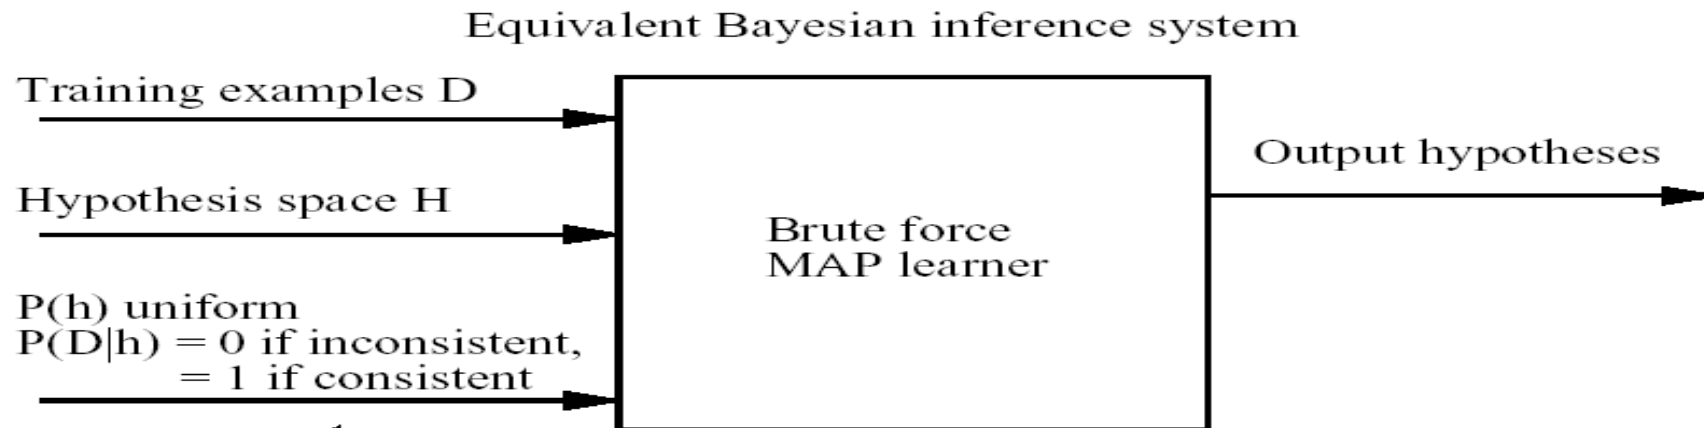 Equivalent Bayesian inference system
Training examples D
Hypothesis space H
P(h) uniform
P(D|h) = 0 if inconsistent,
= 1 if consistent
Brute force
MAP learner
Output hypotheses